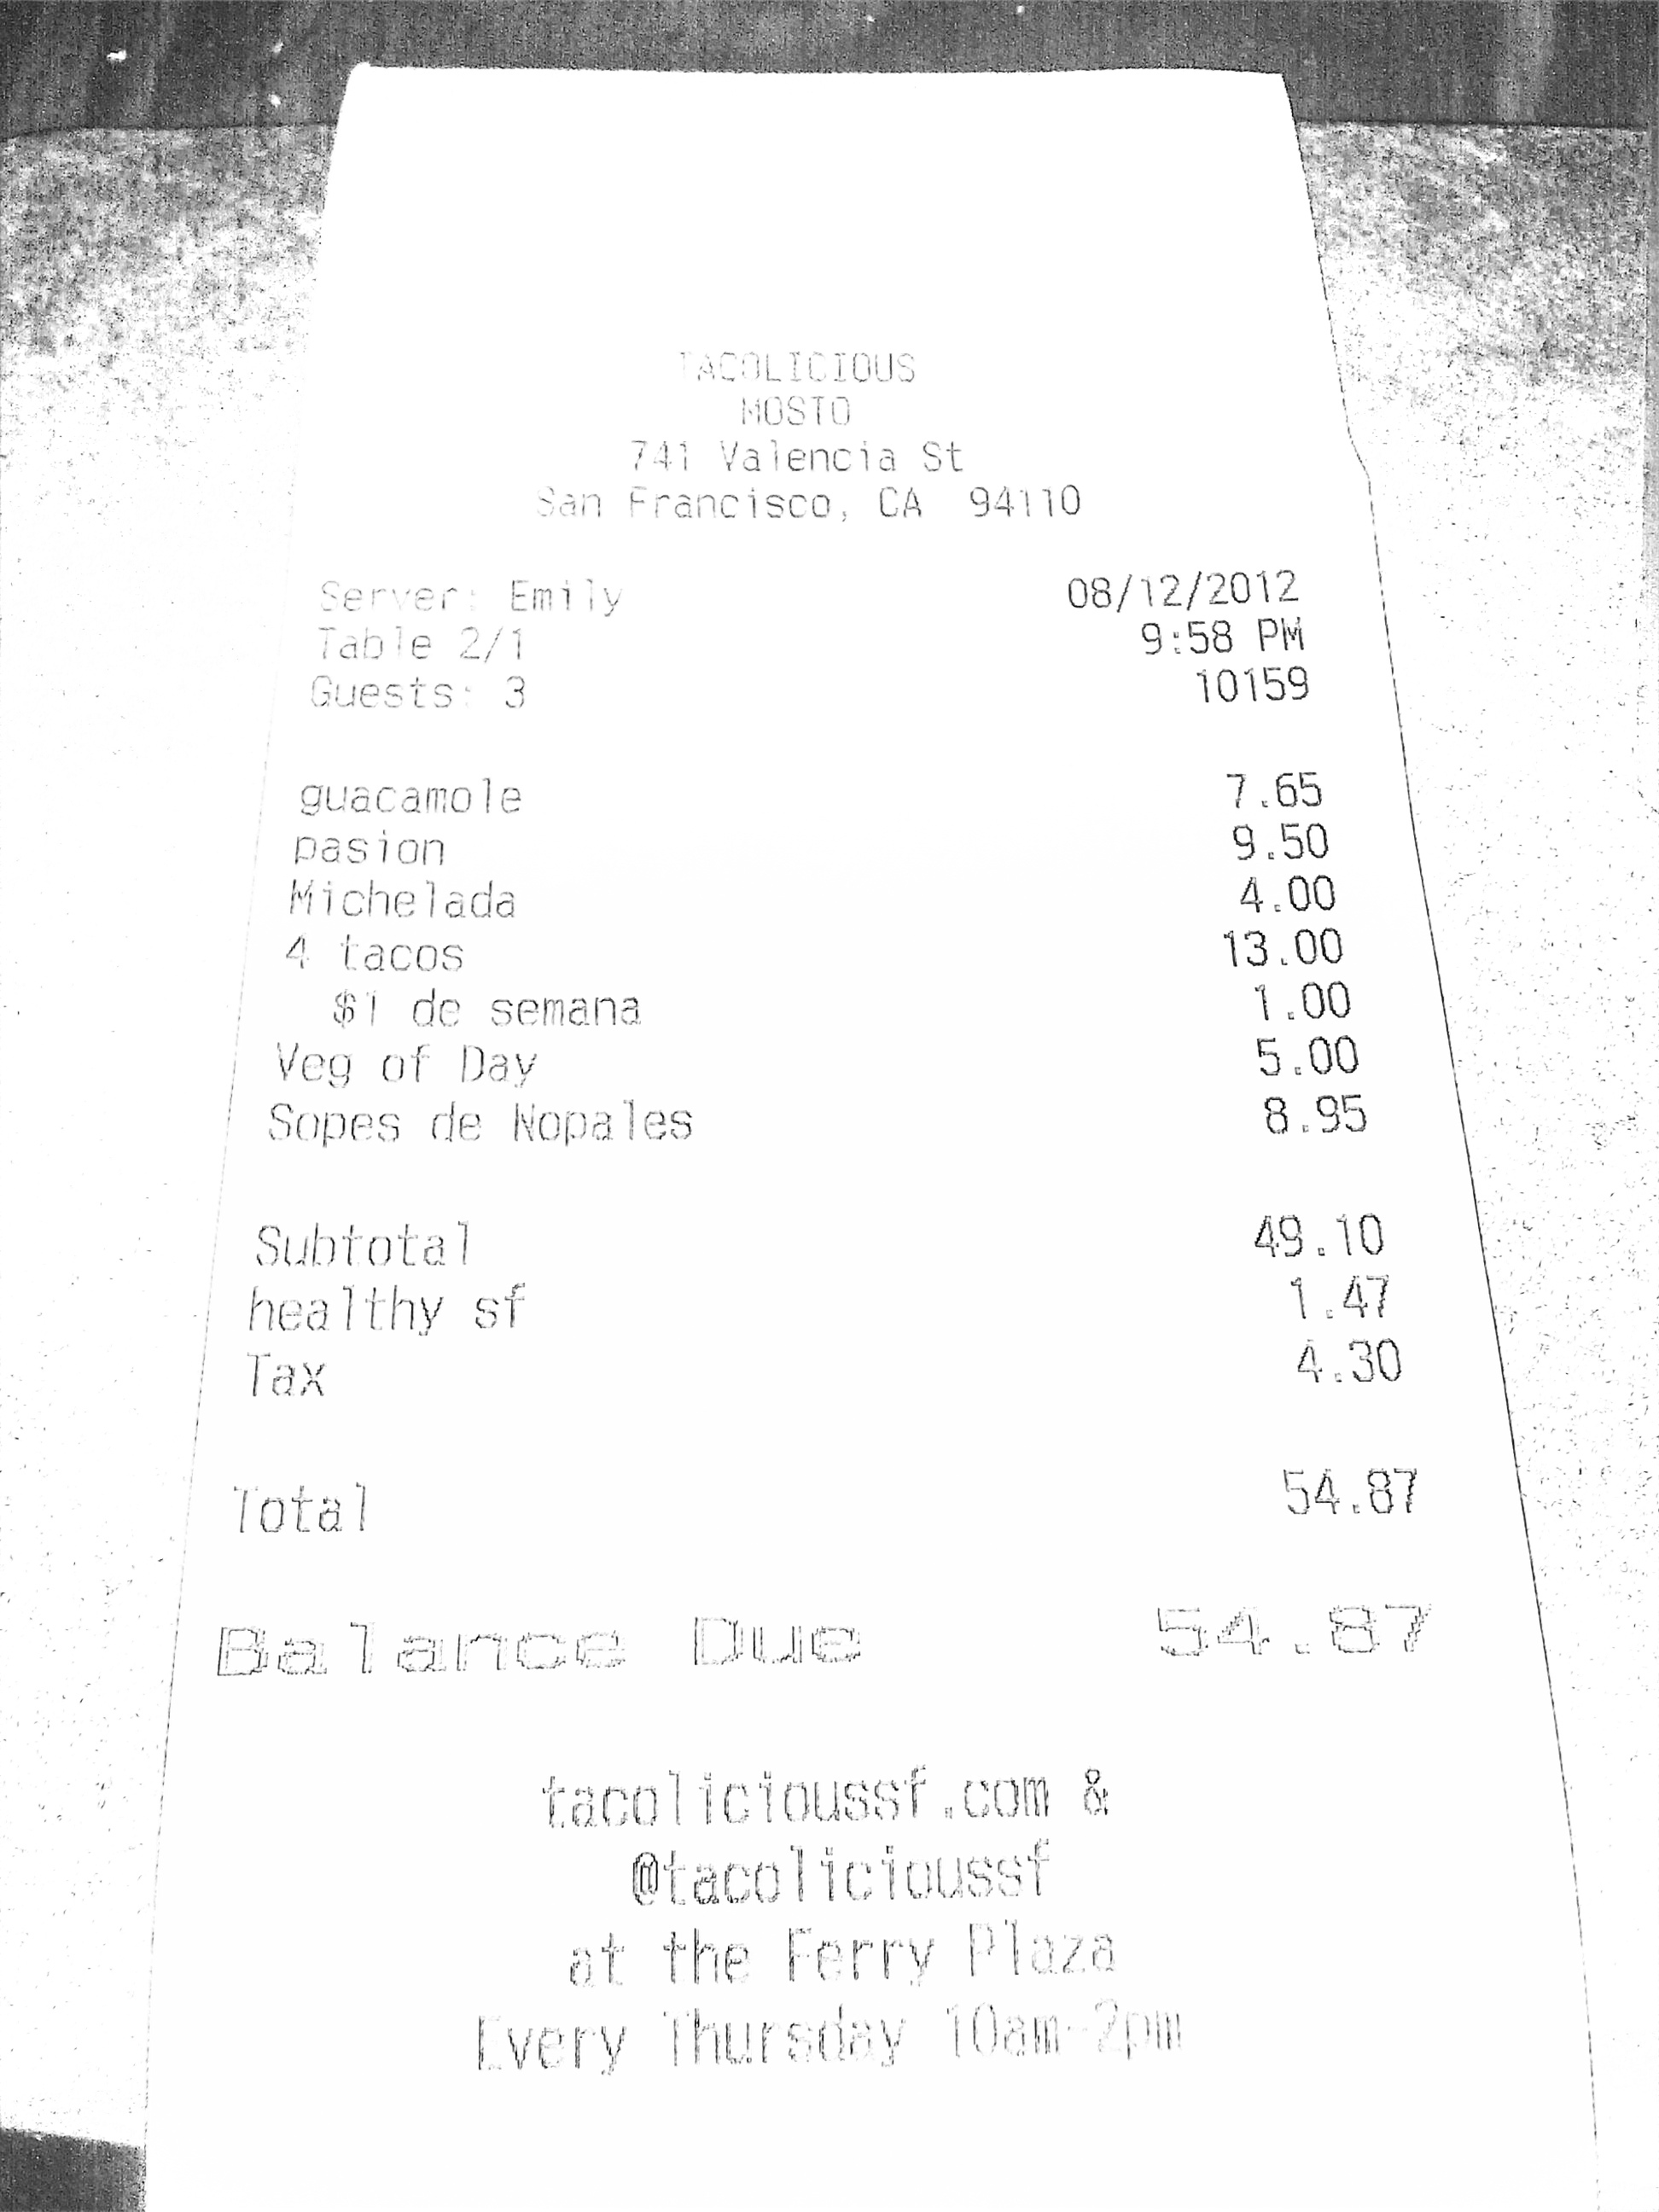 TACOLICIOUS
MOSTO
741 Valencia St
San Francisco, CA 94110
Server: Emily 08/12/2012
Table 2/1 9:58 PM
Guests: 3 10159
guacamole 7.65
pasion 9.50
Michelada 4.00
4 tacos 13.00
$1 de semana 1.00
Veg of Day 5.00
Sopes de Nopales 8.95
Subtotal 49.10
healthy sf 1.47
Tax 4.30
Total 54.87
Balance Due 54.87
tacolicioussf.com &
@tacolicioussf
at the Ferry Plaza
Every Thursday 10am-2pm